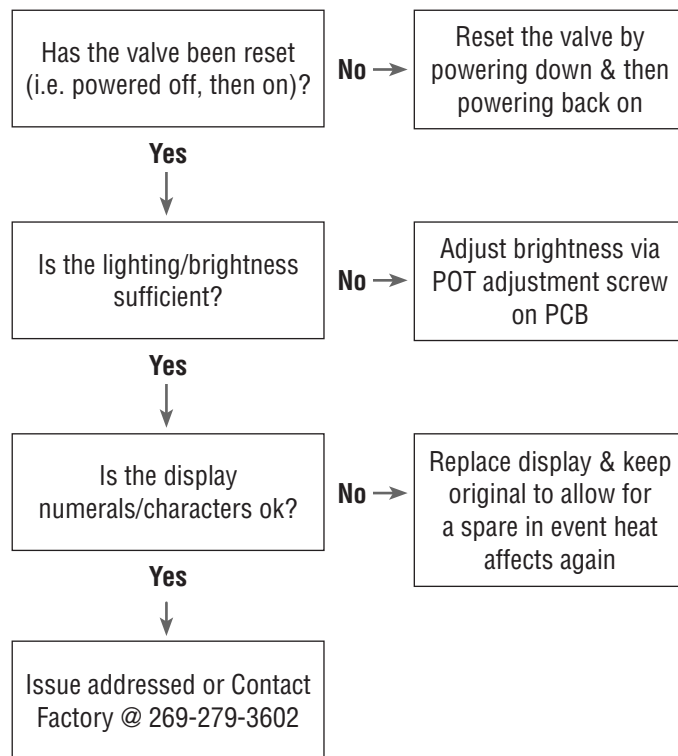 Has the valve been reset
(i.e. powered off, then on)?
No
Reset the valve by
powering down & then
powering back on
Yes
Is the lighting/brightness
sufficient?
No
Adjust brightness via
POT adjustment screw
on PCB
Yes
Is the display
numerals/characters ok?
No
Replace display & keep
original to allow for
a spare in event heat
affects again
Yes
Issue addressed or Contact
Factory @ 269-279-3602